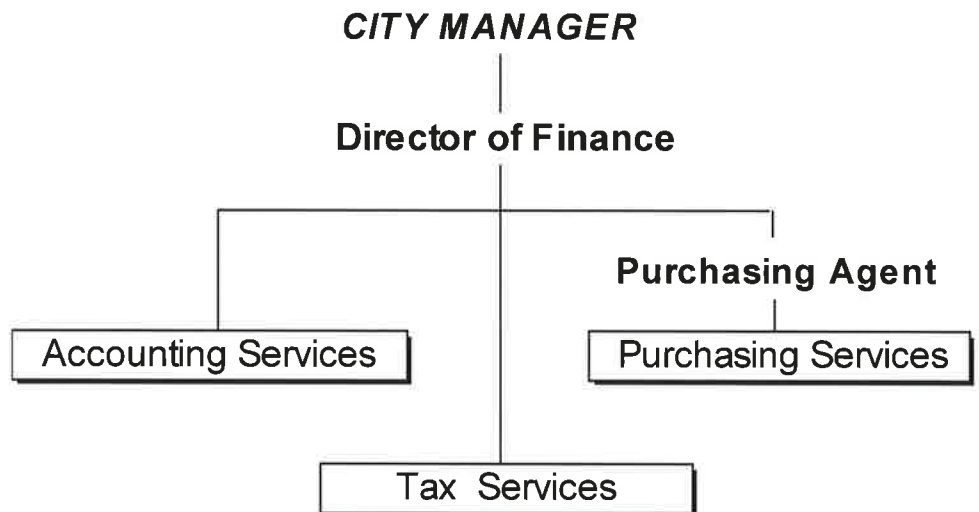 CITY MANAGER
Director of Finance
Purchasing Agent
Accounting Services
Purchasing Services
Tax Services